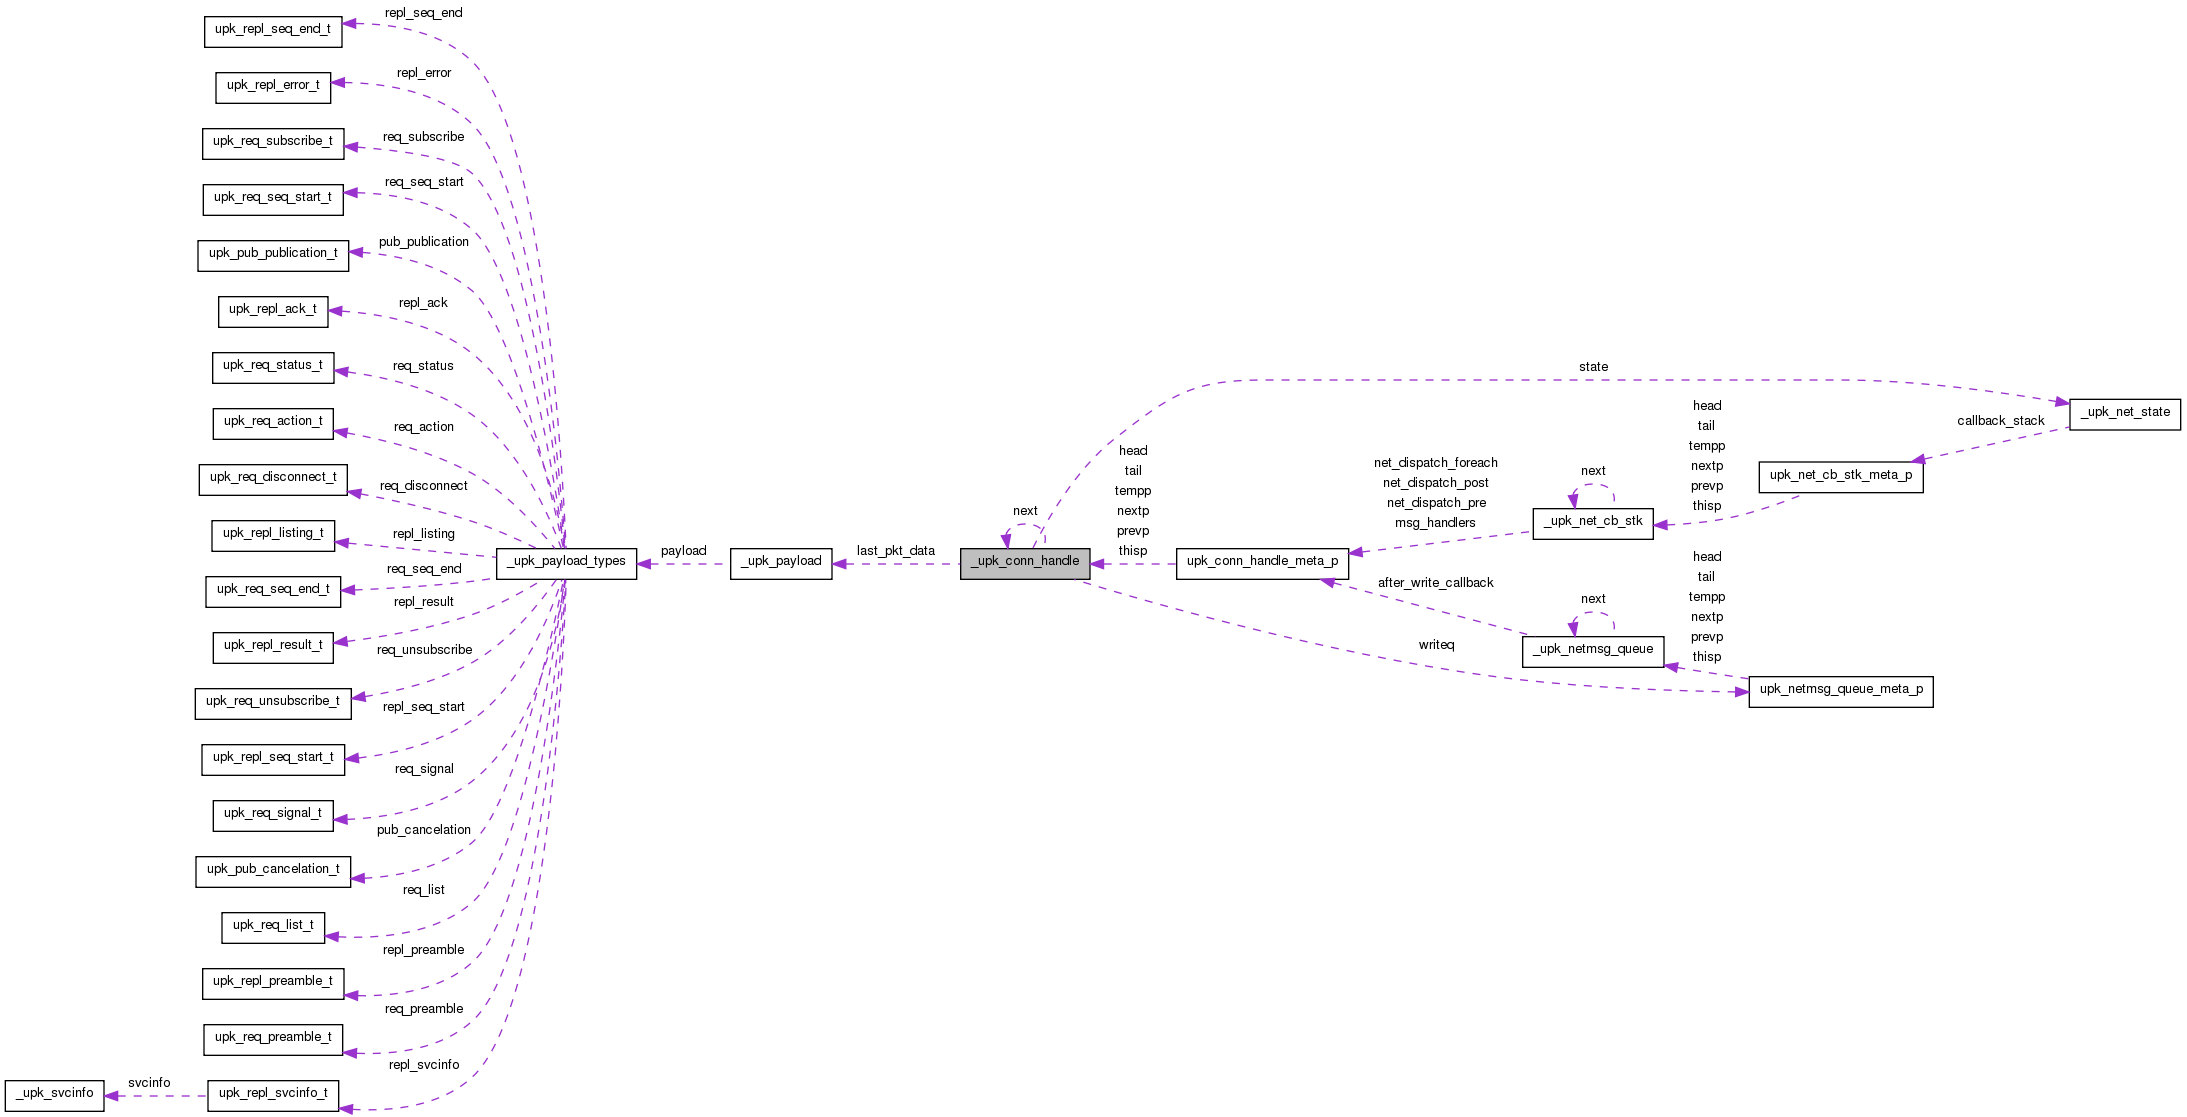 repl_seq_end
upk_repl_seq_end_t
repl_error
upk_repl_error_t
req_subscribe
upk_req_subscribe_t
req_seq_start
upk_req_seq_start_t
pub_publication
upk_pub_publication_t
repl_ack
upk_repl_ack_t
req_status
upk_req_status_t
req_action
upk_req_action_t
req_disconnect
upk_req_disconnect_t
repl_listing
upk_repl_listing_t
req_seq_end
upk_req_seq_end_t
repl_result
upk_repl_result_t
req_unsubscribe
upk_req_unsubscribe_t
repl_seq_start
upk_repl_seq_start_t
req_signal
upk_req_signal_t
pub_cancelation
upk_pub_cancelation_t
req_list
upk_req_list_t
repl_preamble
upk_repl_preamble_t
req_preamble
upk_req_preamble_t
repl_svcinfo
upk_repl_svcinfo_t
svcinfo
_upk_svcinfo
_upk_payload_types
payload
_upk_payload
last_pkt_data
next
_upk_conn_handle
head
tail
tempp
nextp
prevp
thisp
upk_conn_handle_meta_p
state
net_dispatch_foreach
net_dispatch_post
net_dispatch_pre
msg_handlers
after_write_callback
writeq
next
_upk_net_cb_stk
next
_upk_netmsg_queue
head
tail
tempp
nextp
prevp
thisp
head
tail
tempp
nextp
prevp
thisp
upk_net_cb_stk_meta_p
upk_netmsg_queue_meta_p
callback_stack
_upk_net_state